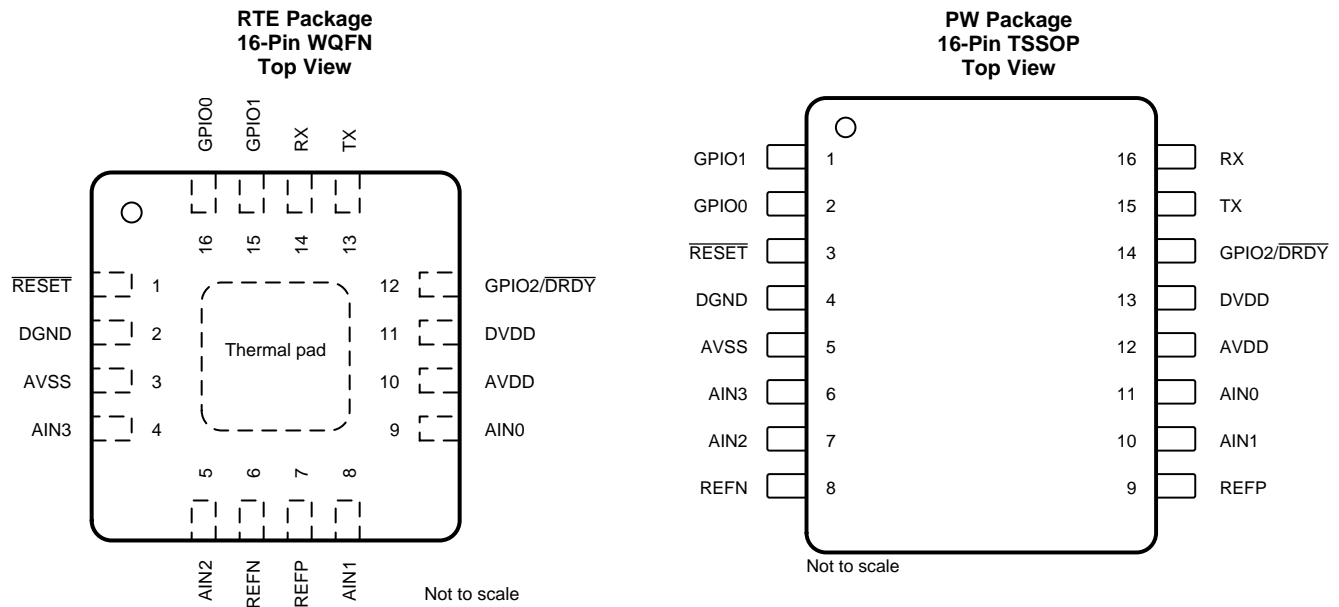 RTE Package
16-Pin WQFN
Top View
GPIO0
GPIO1
RX
TX
16
15
14
13
RESET 1
DGND 2
AVSS 3
AIN3 4
12 GPIO2/DRDY
11 DVDD
10 AVDD
9 AIN0
Thermal pad
5
6
7
8
AIN2
REFN
REFP
AIN1
Not to scale
PW Package
16-Pin TSSOP
Top View
GPIO1 1
GPIO0 2
RESET 3
DGND 4
AVSS 5
AIN3 6
AIN2 7
REFN 8
16 RX
15 TX
14 GPIO2/DRDY
13 DVDD
12 AVDD
11 AIN0
10 AIN1
9 REFP
Not to scale